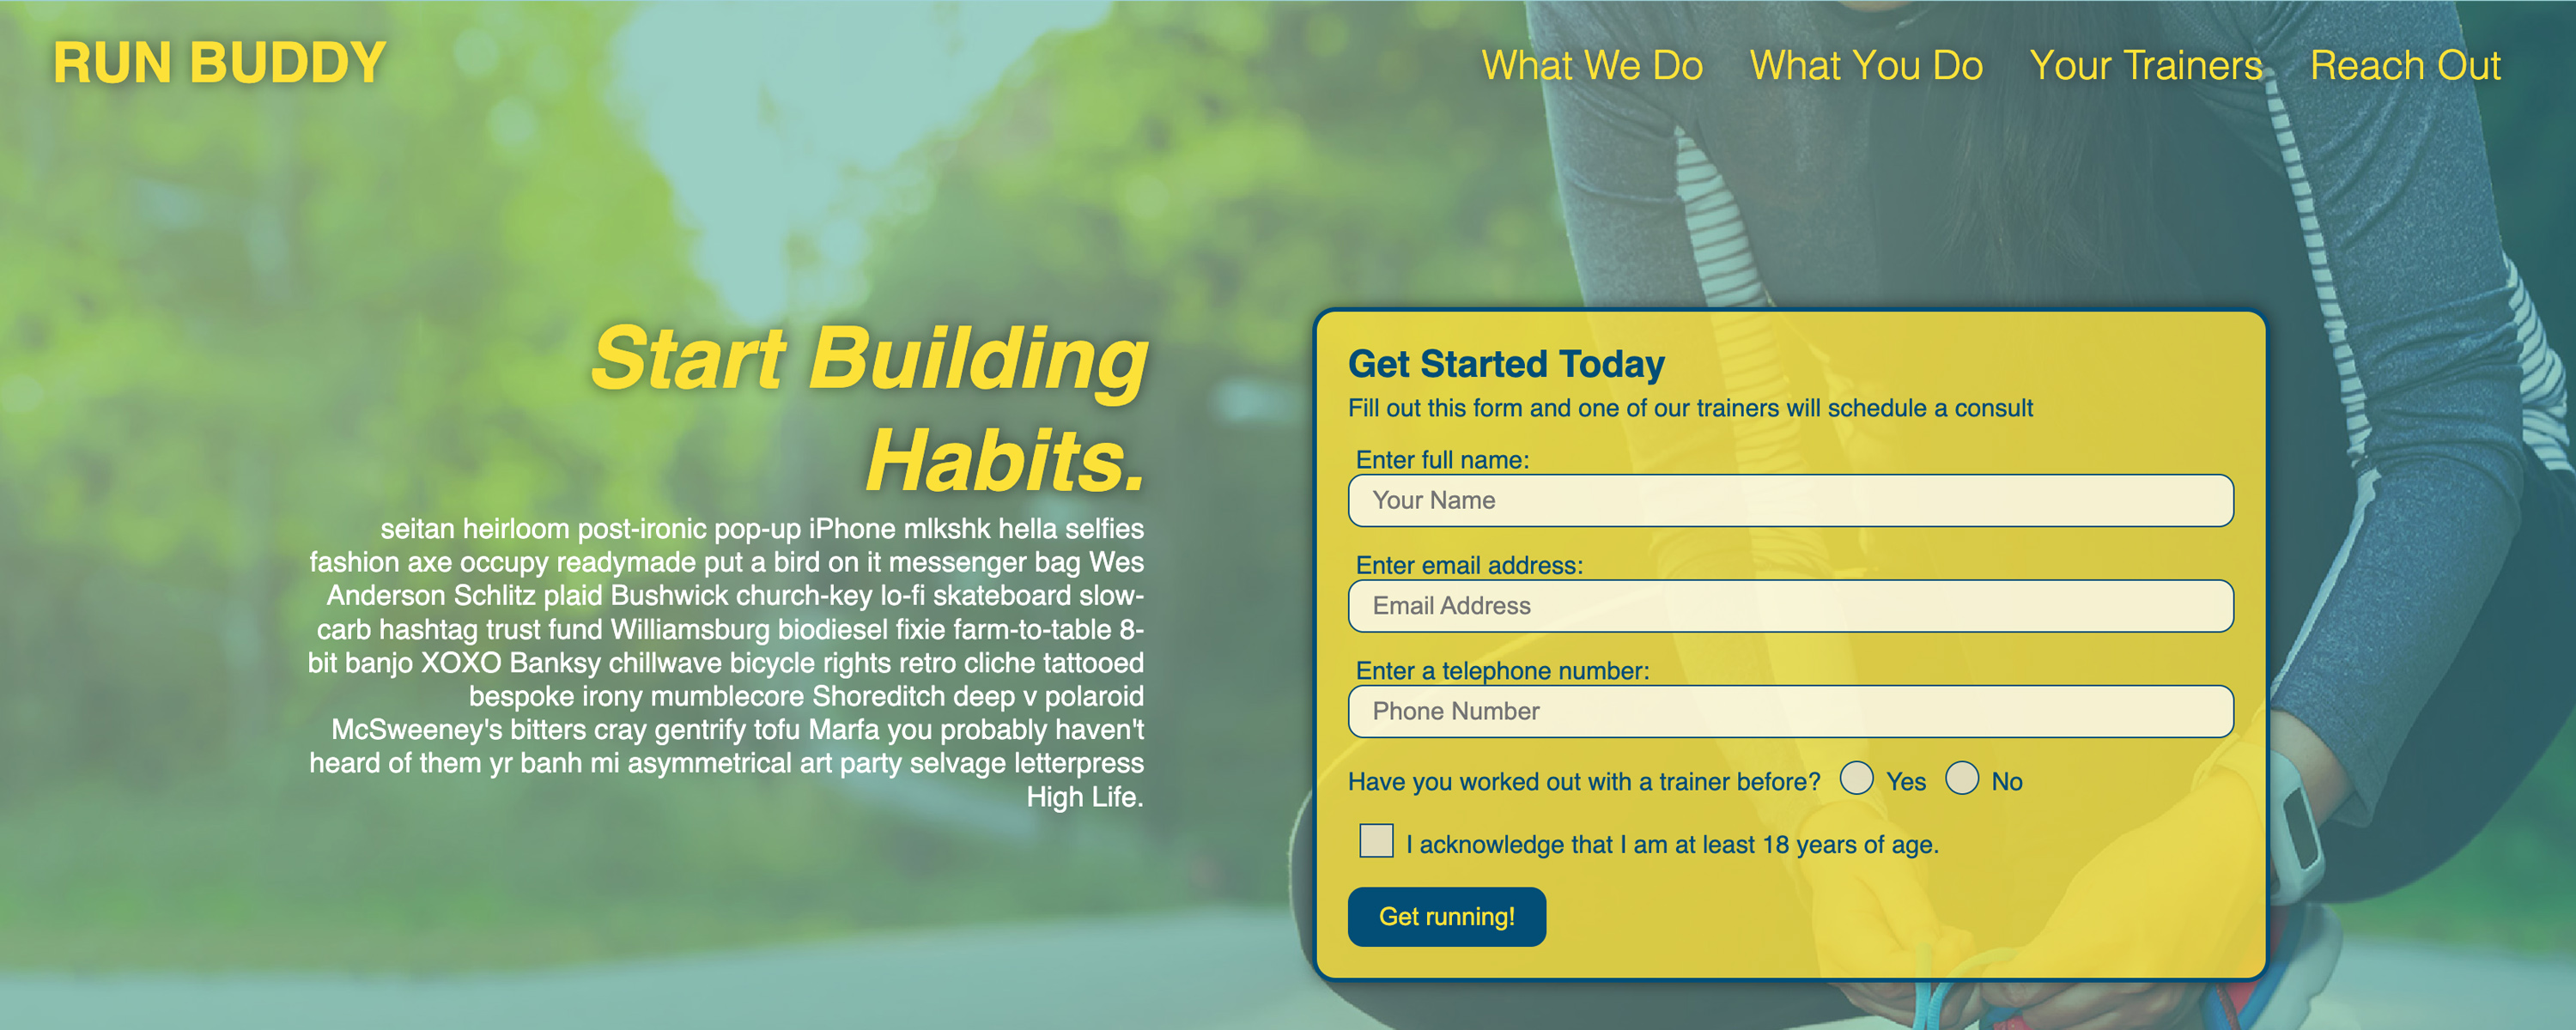 RUN BUDDY
What We Do
What You Do
Your Trainers
Reach Out
Start Building
Habits.
seitan heirloom post-ironic pop-up iPhone mlkshk hella selfies
fashion axe occupy readymade put a bird on it messenger bag Wes
Anderson Schlitz plaid Bushwick church-key lo-fi skateboard slow-
carb hashtag trust fund Williamsburg biodiesel fixie farm-to-table 8-
bit banjo XOXO Banksy chillwave bicycle rights retro cliche tattooed
bespoke irony mumblecore Shoreditch deep v polaroid
McSweeney's bitters cray gentrify tofu Marfa you probably haven't
heard of them yr banh mi asymmetrical art party selvage letterpress
High Life.
Get Started Today
Fill out this form and one of our trainers will schedule a consult
Enter full name:
Your Name
Enter email address:
Email Address
Enter a telephone number:
Phone Number
Have you worked out with a trainer before? Yes No
I acknowledge that I am at least 18 years of age.
Get running!